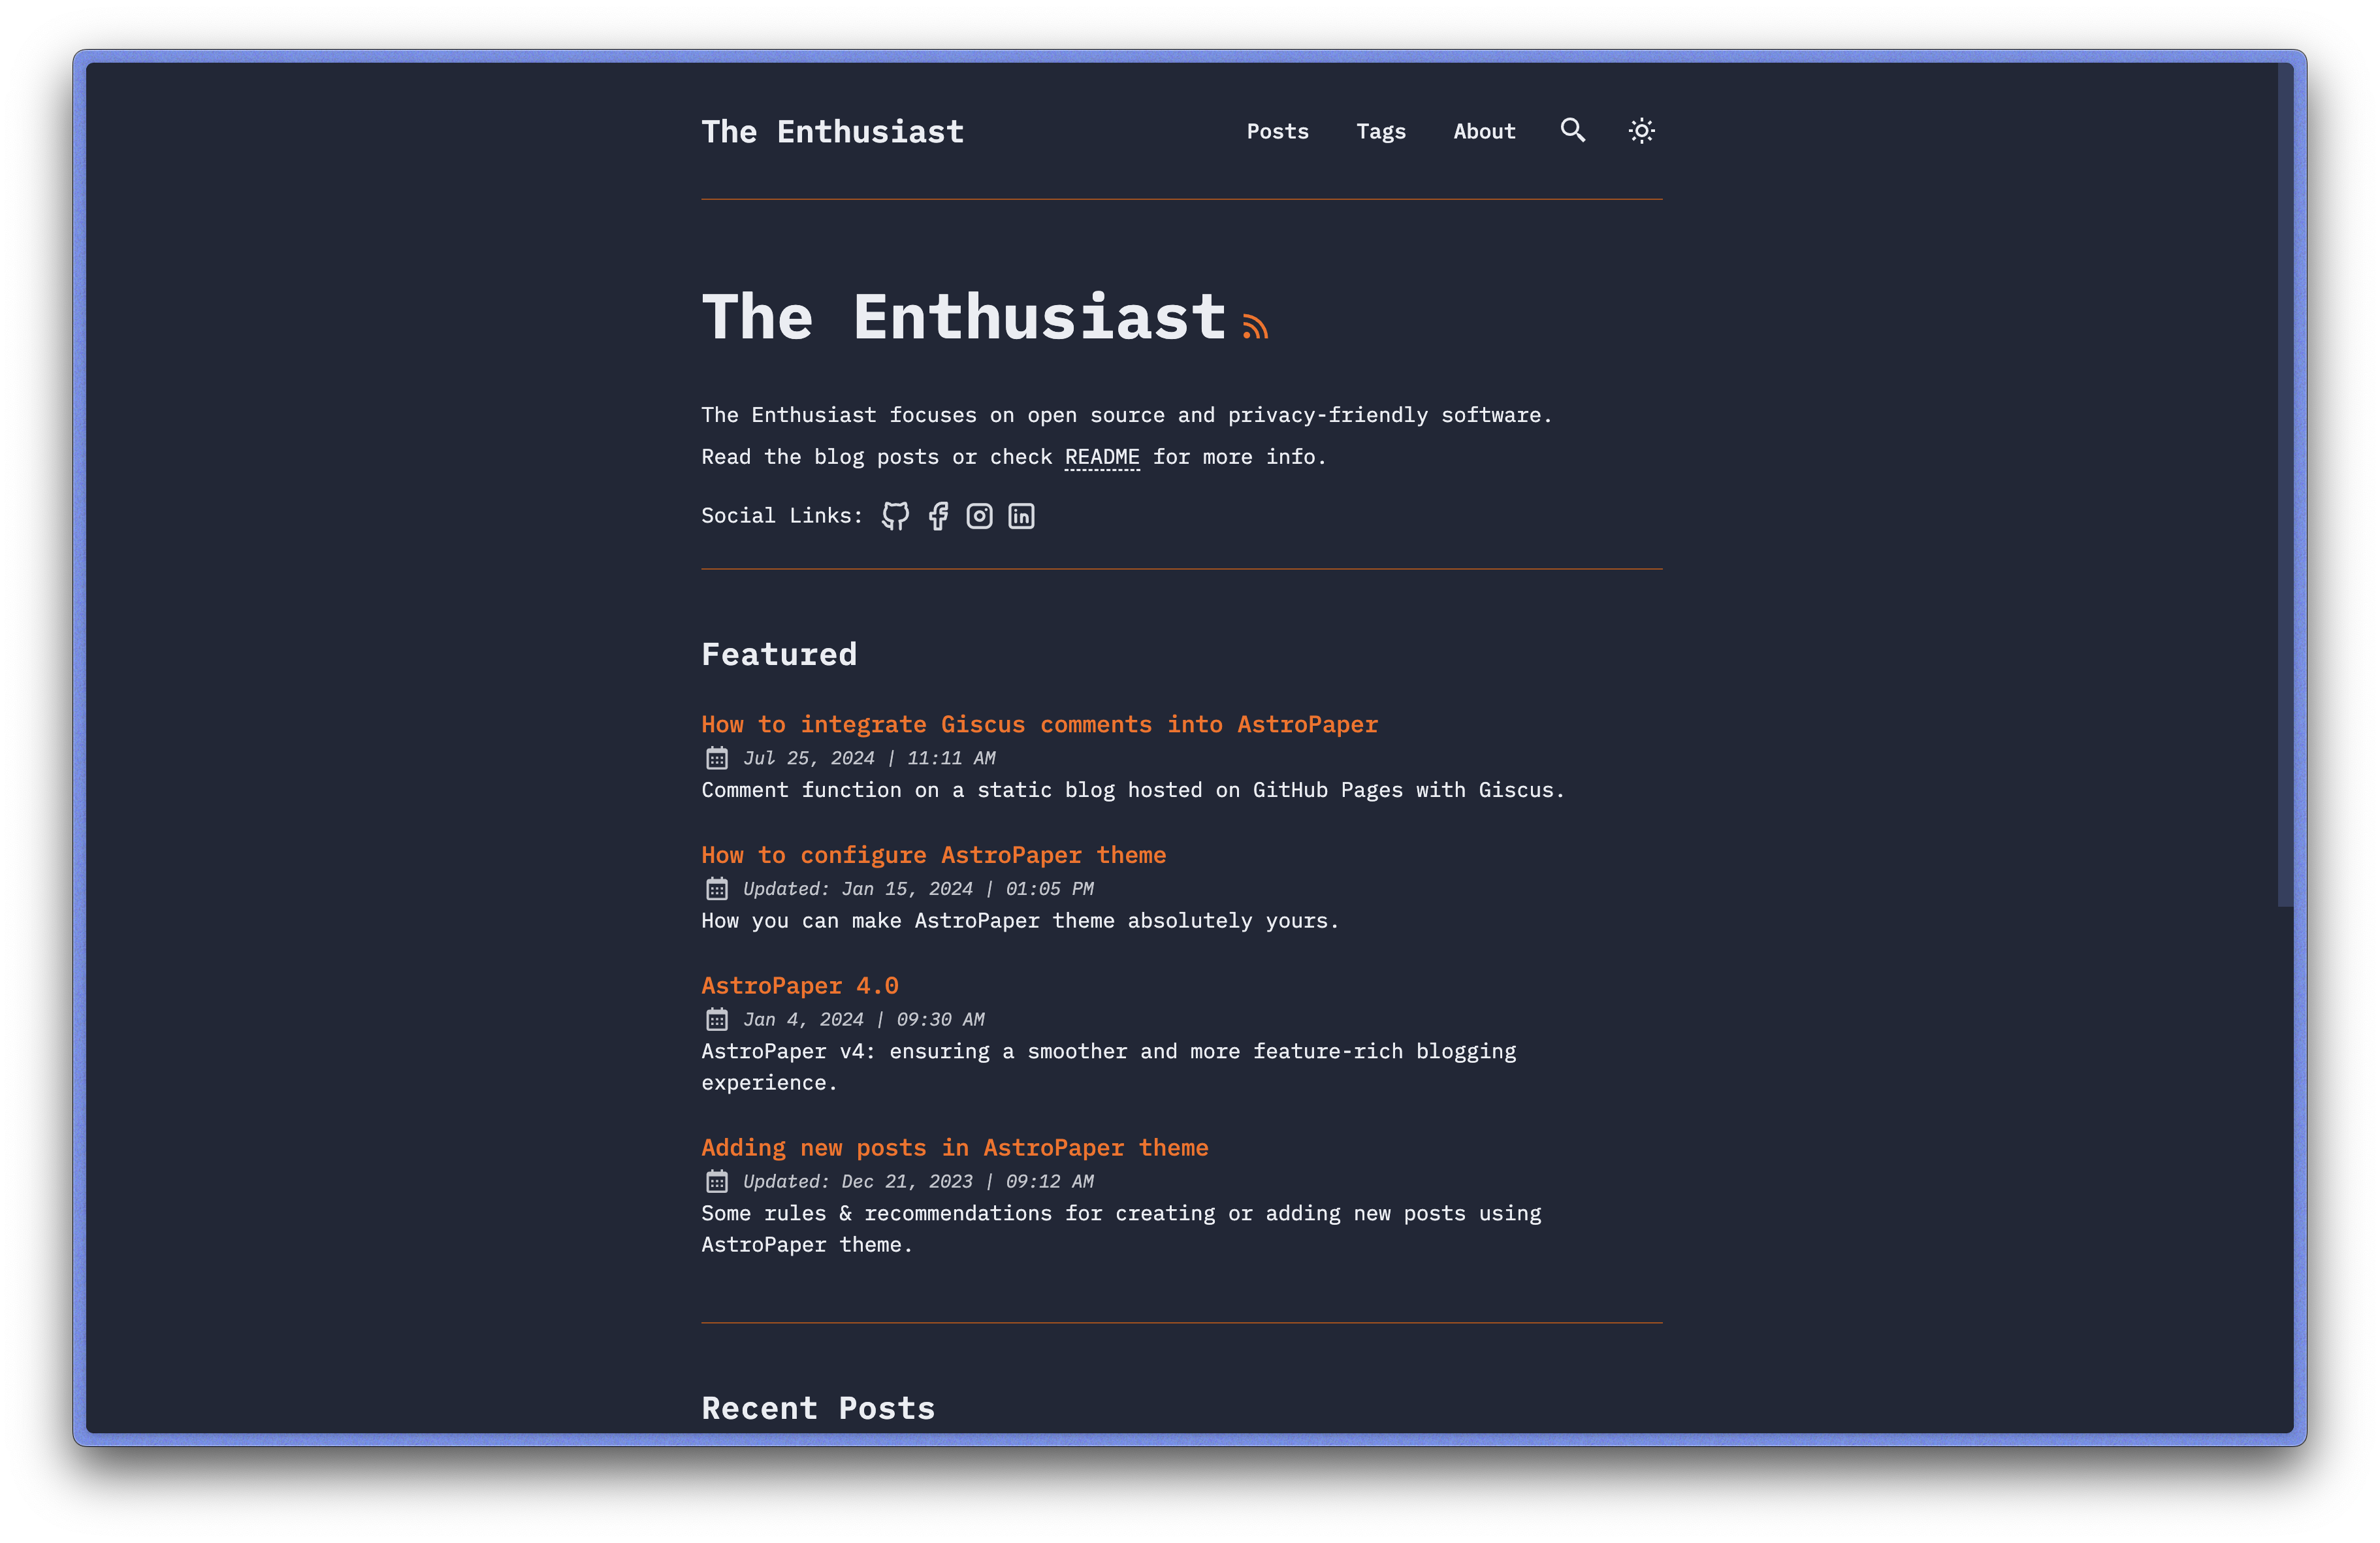 The Enthusiast
Posts Tags About
The Enthusiast
The Enthusiast focuses on open source and privacy-friendly software.
Read the blog posts or check README for more info.
Social Links:
Featured
How to integrate Giscus comments into AstroPaper
Jul 25, 2024 | 11:11 AM
Comment function on a static blog hosted on GitHub Pages with Giscus.
How to configure AstroPaper theme
Updated: Jan 15, 2024 | 01:05 PM
How you can make AstroPaper theme absolutely yours.
AstroPaper 4.0
Jan 4, 2024 | 09:30 AM
AstroPaper v4: ensuring a smoother and more feature-rich blogging
experience.
Adding new posts in AstroPaper theme
Updated: Dec 21, 2023 | 09:12 AM
Some rules & recommendations for creating or adding new posts using
AstroPaper theme.
Recent Posts